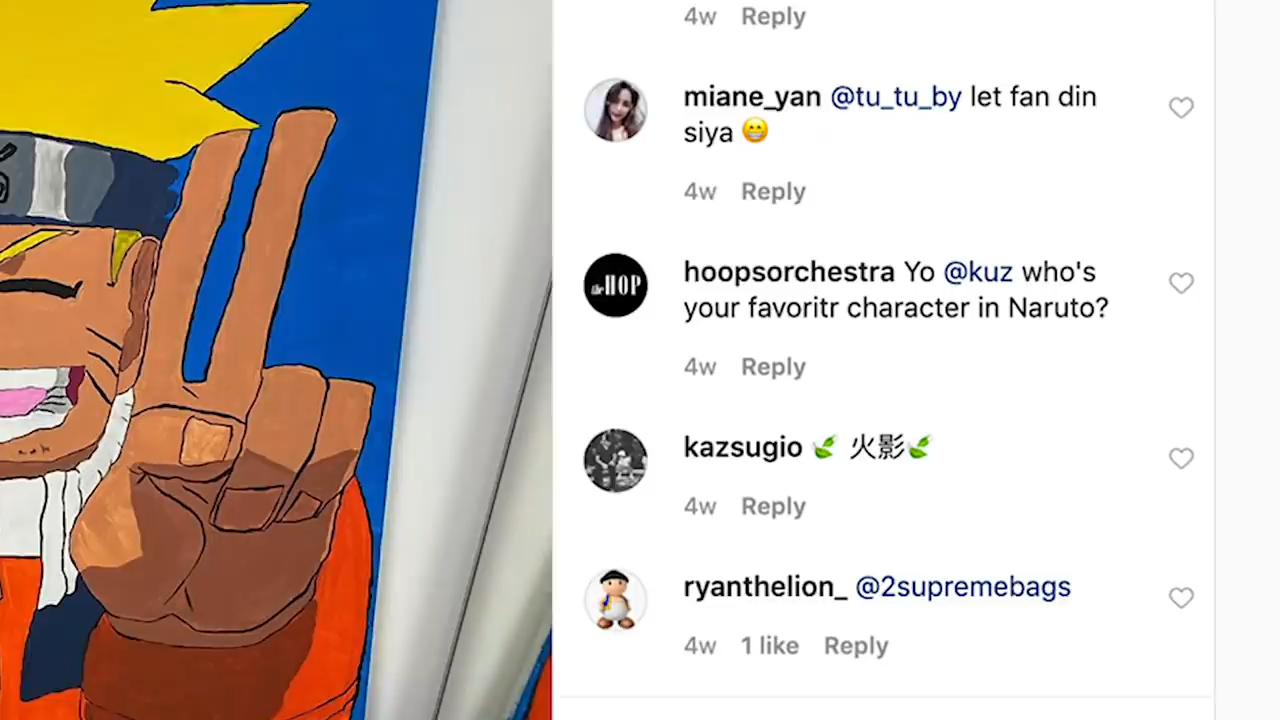 4w Reply
miane_yan @tu_tu_by let fan din
siya 😁
4w Reply
theHOP
hoopsorchestra Yo @kuz who's
your favoritr character in Naruto?
4w Reply
kazsugio 🍃 火影🍃
4w Reply
ryanthelion_ @2supremebags
4w 1 like Reply